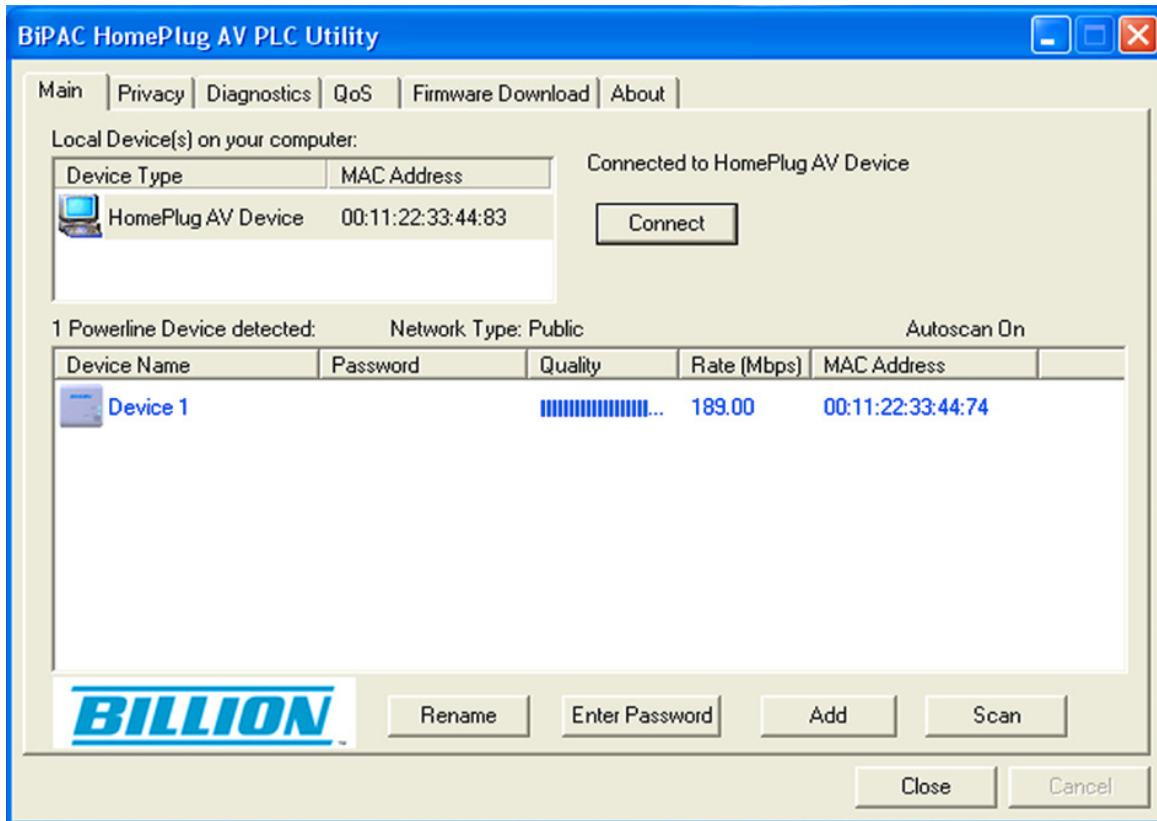 BiPAC HomePlug AV PLC Utility
Main Privacy Diagnostics QoS Firmware Download About
Local Device(s) on your computer:
Device Type MAC Address
HomePlug AV Device 00:11:22:33:44:83
Connected to HomePlug AV Device
Connect
1 Powerline Device detected: Network Type: Public Autoscan On
Device Name Password Quality Rate (Mbps) MAC Address
Device 1 ... 189.00 00:11:22:33:44:74
BILLION Rename Enter Password Add Scan
Close Cancel